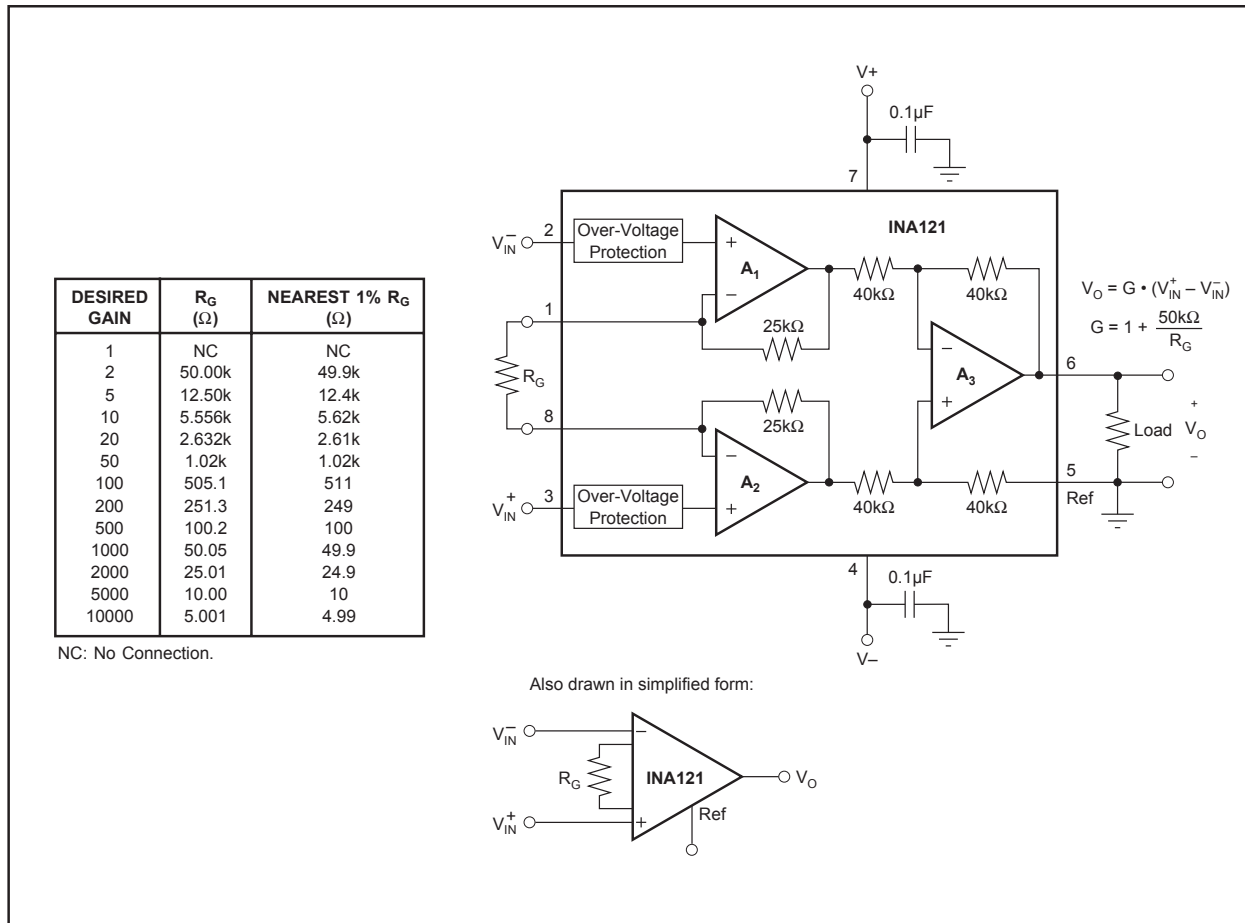 DESIRED GAIN RG (Ω) NEAREST 1% RG (Ω)
1 NC NC
2 50.00k 49.9k
5 12.50k 12.4k
10 5.556k 5.62k
20 2.632k 2.61k
50 1.02k 1.02k
100 505.1 511
200 251.3 249
500 100.2 100
1000 50.05 49.9
2000 25.01 24.9
5000 10.00 10
10000 5.001 4.99
NC: No Connection.
V+
0.1µF
7
INA121
2
V–IN
Over-Voltage
Protection
+
A1
–
40kΩ
40kΩ
VO = G • (V+IN – V–IN)
G = 1 + 50kΩ
RG
1
25kΩ
RG
–
A3
+
6
8
25kΩ
Load
+
VO
–
–
A2
+
3
V+IN
Over-Voltage
Protection
40kΩ
40kΩ
5
Ref
4
0.1µF
V–
Also drawn in simplified form:
V–IN
–
RG
INA121
VO
V+IN
+
Ref